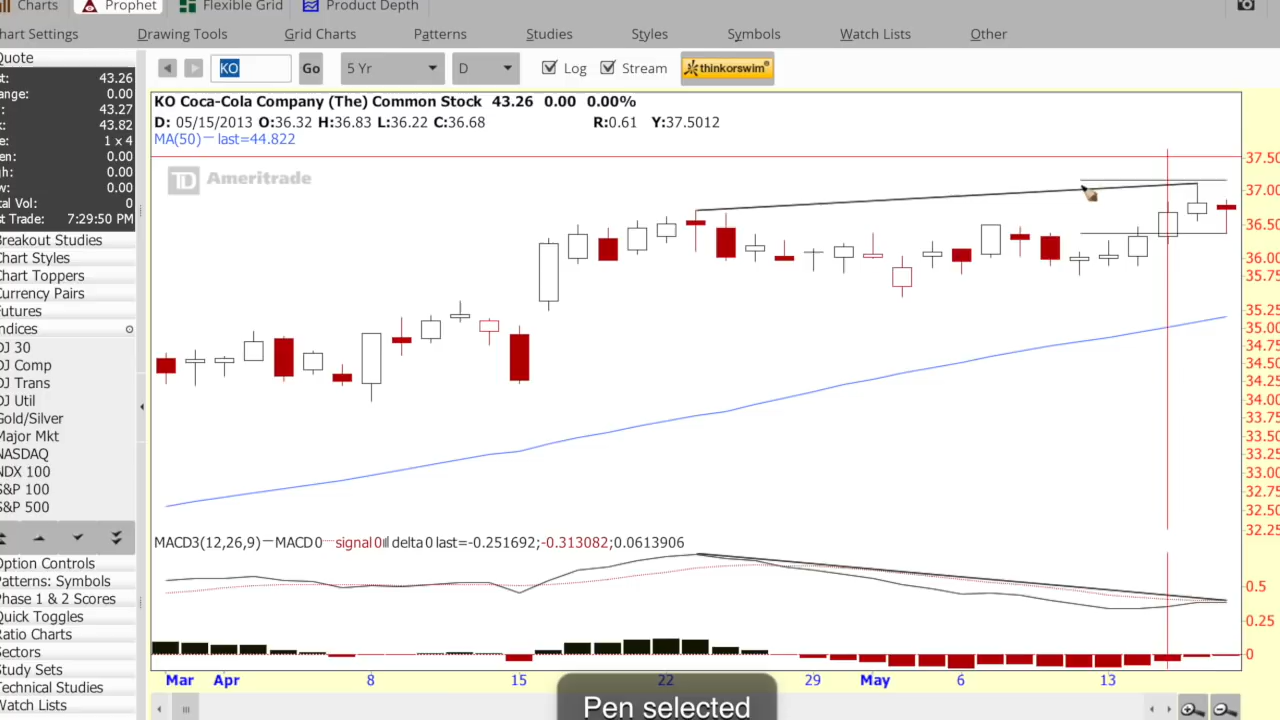 Charts Prophet Flexible Grid Product Depth
hart Settings Drawing Tools Grid Charts Patterns Studies Styles Symbols Watch Lists Other
Quote
st: 43.26
ange: 0.00
: 43.27
k: 43.82
e: 1 x 4
en: 0.00
gh: 0.00
w: 0.00
Total Vol: 0
Trade: 7:29:50 PM
Breakout Studies
Chart Styles
Chart Toppers
Currency Pairs
Futures
ndices
DJ 30
DJ Comp
DJ Trans
DJ Util
Gold/Silver
Major Mkt
NASDAQ
NDX 100
S&P 100
S&P 500
Option Controls
Patterns: Symbols
Phase 1 & 2 Scores
Quick Toggles
Ratio Charts
Sectors
Study Sets
Technical Studies
Watch Lists
KO Go 5 Yr D Log Stream thinkorswim
KO Coca-Cola Company (The) Common Stock 43.26 0.00 0.00%
D: 05/15/2013 O:36.32 H:36.83 L:36.22 C:36.68 R:0.61 Y:37.5012
MA(50) last=44.822
TD Ameritrade
37.50
37.00
36.50
36.00
35.75
35.25
35.00
34.75
34.50
34.25
34.00
33.75
33.50
33.25
33.00
32.75
32.50
32.25
MACD3(12,26,9) MACD 0 signal 0 delta 0 last=-0.251692;-0.313082;0.0613906
0.5
0.25
0
Mar Apr 8 15 22 29 May 6 13
Pen selected